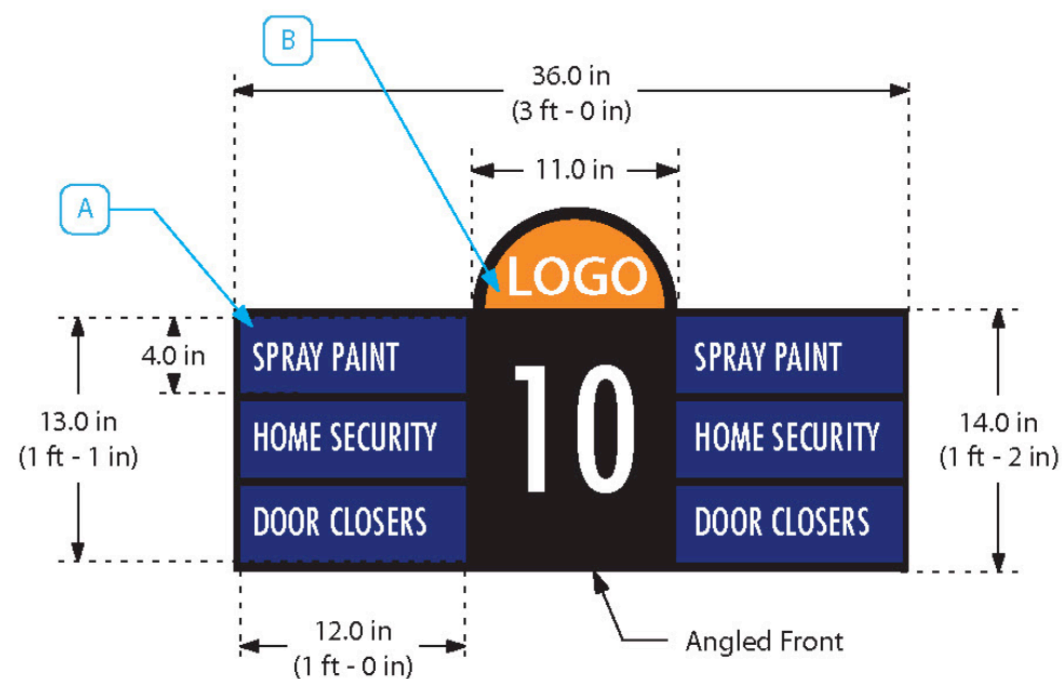 B
36.0 in
(3 ft - 0 in)
11.0 in
A
LOGO
4.0 in
SPRAY PAINT
SPRAY PAINT
10
13.0 in
(1 ft - 1 in)
HOME SECURITY
HOME SECURITY
14.0 in
(1 ft - 2 in)
DOOR CLOSERS
DOOR CLOSERS
12.0 in
(1 ft - 0 in)
Angled Front